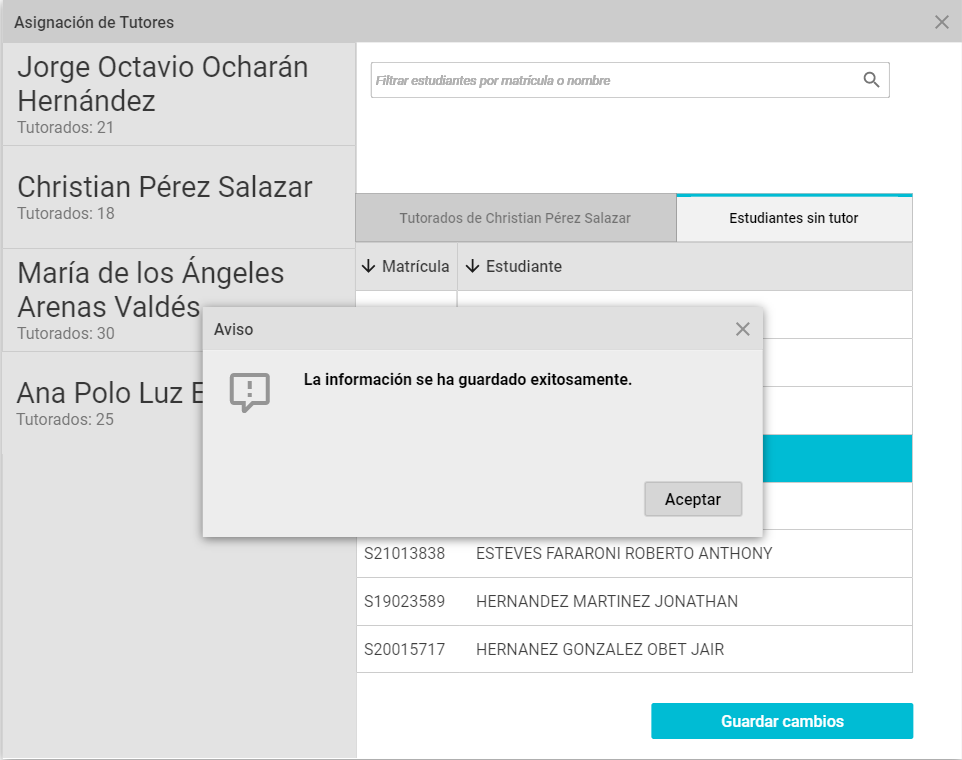 Asignación de Tutores
Jorge Octavio Ocharán
Hernández
Tutorados: 21
Christian Pérez Salazar
Tutorados: 18
María de los Ángeles
Arenas Valdés
Tutorados: 30
Ana Polo Luz
Tutorados: 25
Filtrar estudiantes por matrícula o nombre
Tutorados de Christian Pérez Salazar
Estudiantes sin tutor
Matrícula
Estudiante
Aviso
La información se ha guardado exitosamente.
Aceptar
S21013838 ESTEVES FARARONI ROBERTO ANTHONY
S19023589 HERNANDEZ MARTINEZ JONATHAN
S20015717 HERNANEZ GONZALEZ OBET JAIR
Guardar cambios